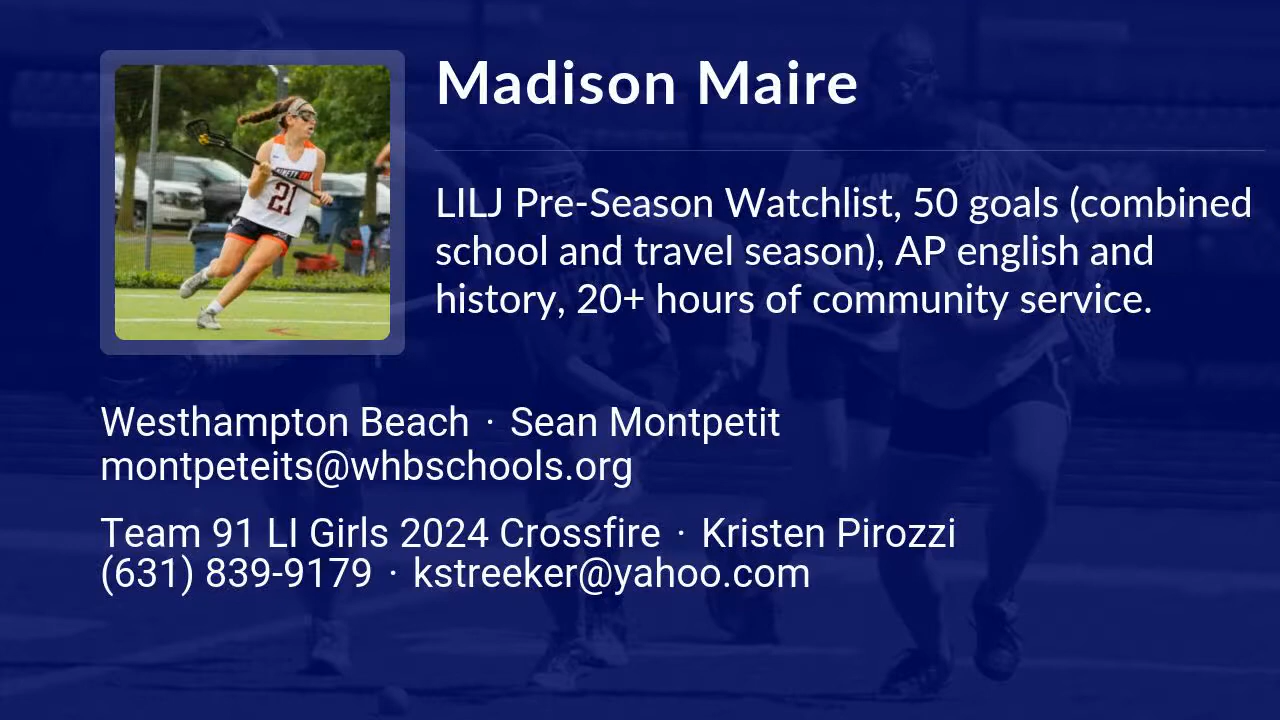 Madison Maire
LILJ Pre-Season Watchlist, 50 goals (combined
school and travel season), AP english and
history, 20+ hours of community service.
21
Westhampton Beach · Sean Montpetit
montpeteits@whbschools.org
Team 91 LI Girls 2024 Crossfire · Kristen Pirozzi
(631) 839-9179 · kstreeker@yahoo.com